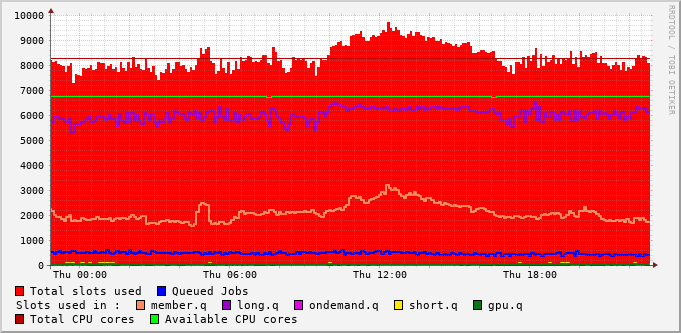 10000
9000
8000
7000
6000
5000
4000
3000
2000
1000
0
Thu 00:00 Thu 06:00 Thu 12:00 Thu 18:00
RRDTOOL / TOBI OETIKER
Total slots used Queued Jobs
Slots used in : member.q long.q ondemand.q short.q gpu.q
Total CPU cores Available CPU cores